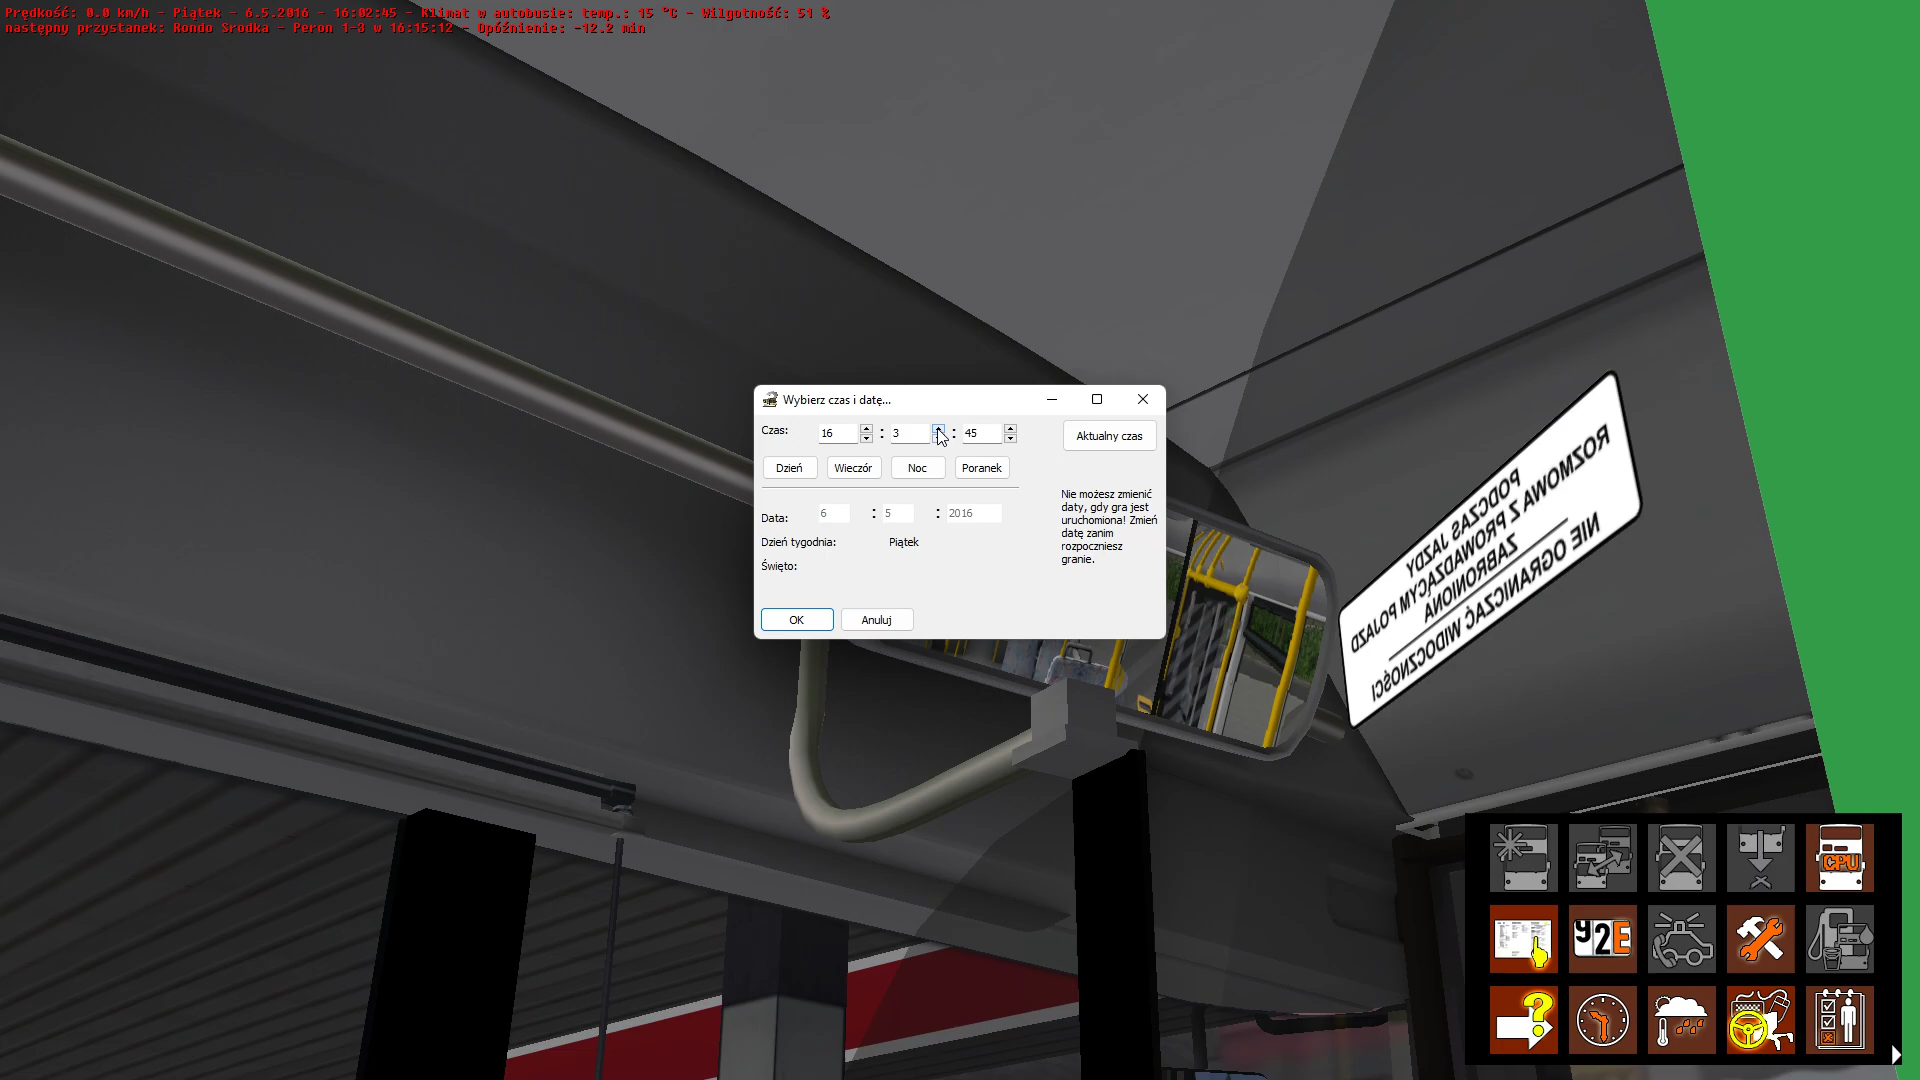 Prędkość: 0.0 km/h - Piątek - 6.5.2016 - 16:02:45 - Klimat w autobusie: temp.: 15 °C - Wilgotność: 51 %
następny przystanek: Rondo Srodka - Peron 1-3 w 16:15:12 - Opóźnienie: -12.2 min
Wybierz czas i datę...
Czas: 16 : 3 : 45
Aktualny czas
Dzień Wieczór Noc Poranek
Nie możesz zmienić
daty, gdy gra jest
uruchomiona! Zmień
datę zanim
rozpoczniesz
granie.
Data: 6 : 5 : 2016
Dzień tygodnia: Piątek
Święto:
OK Anuluj
ROZMOWA Z PROWADZĄCYM POJAZD
PODCZAS JAZDY
ZABRONIONA
NIE OGRANICZAĆ WIDOCZNOŚCI
CPU
92E